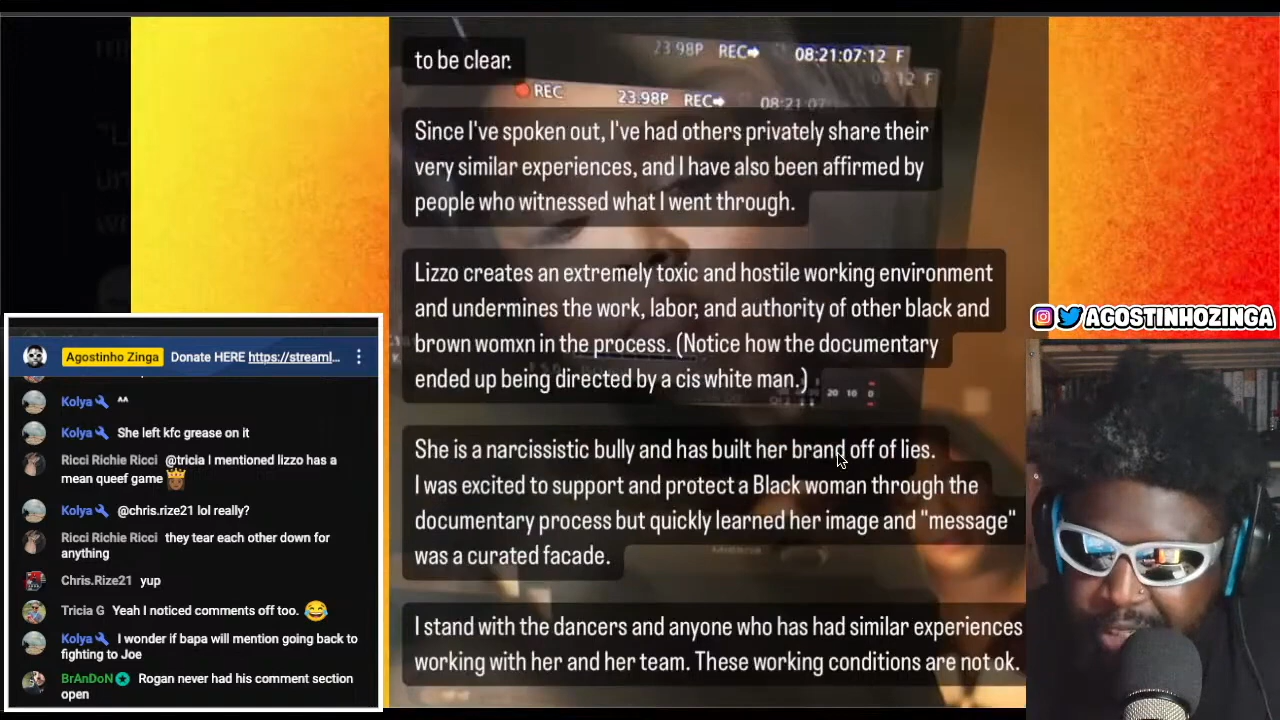 23.98P REC 08:21:07:12 F
12 F
REC 23.98P REC 08:21:07
to be clear.
Since I've spoken out, I've had others privately share their
very similar experiences, and I have also been affirmed by
people who witnessed what I went through.
Lizzo creates an extremely toxic and hostile working environment
and undermines the work, labor, and authority of other black and
brown womxn in the process. (Notice how the documentary
ended up being directed by a cis white man.)
20 10 0
She is a narcissistic bully and has built her brand off of lies.
I was excited to support and protect a Black woman through the
documentary process but quickly learned her image and "message"
was a curated facade.
I stand with the dancers and anyone who has had similar experiences
working with her and her team. These working conditions are not ok.
AGOSTINHOZINGA
Agostinho Zinga Donate HERE https://streaml...
Kolya ^^
Kolya She left kfc grease on it
Ricci Richie Ricci @tricia I mentioned lizzo has a
mean queef game
Kolya @chris.rize21 lol really?
Ricci Richie Ricci they tear each other down for
anything
Chris.Rize21 yup
Tricia G Yeah I noticed comments off too.
Kolya I wonder if bapa will mention going back to
fighting to Joe
BrAnDoN Rogan never had his comment section
open